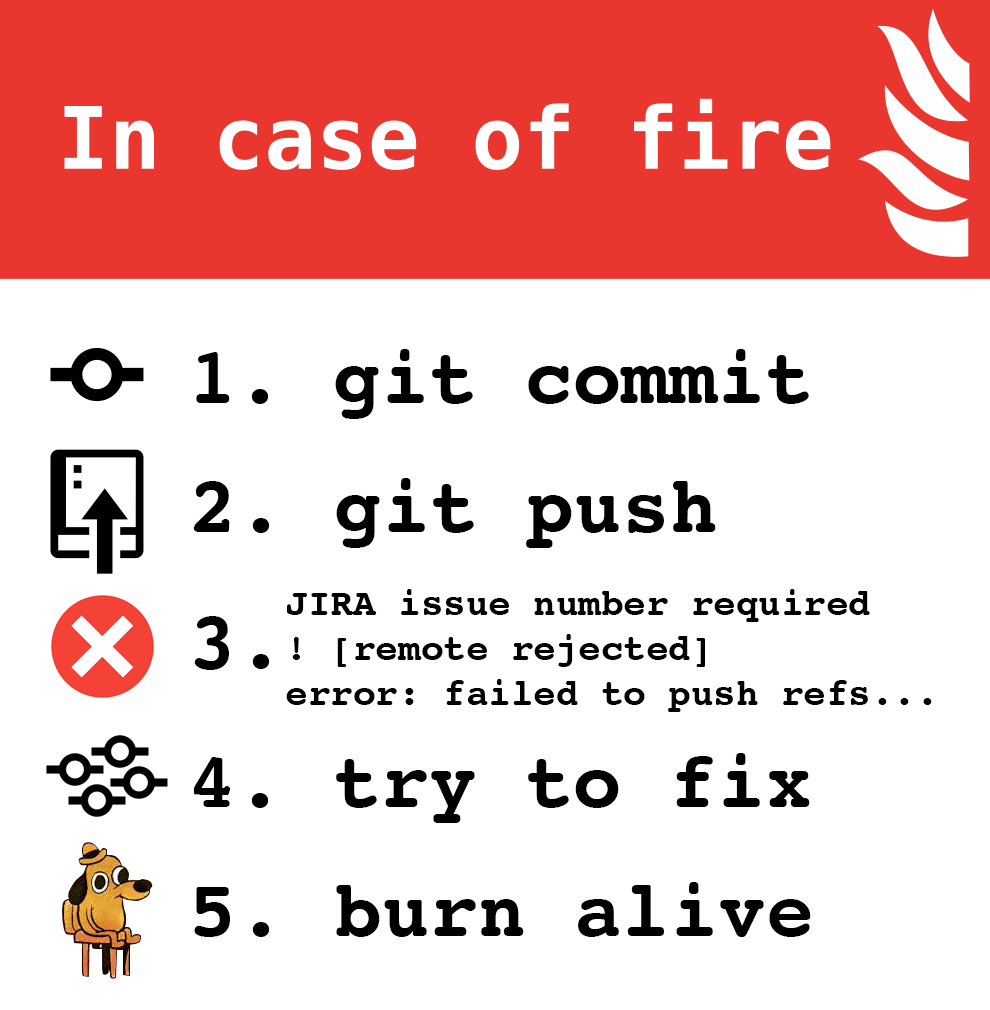 In case of fire
1. git commit
2. git push
3. JIRA issue number required
! [remote rejected]
error: failed to push refs...
4. try to fix
5. burn alive